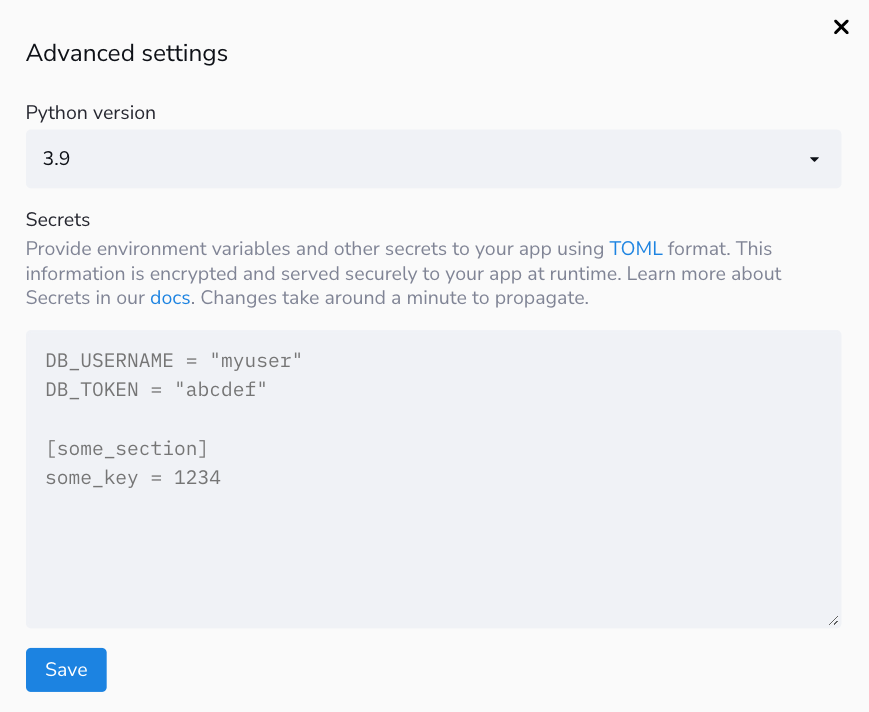 Advanced settings
Python version
3.9
Secrets
Provide environment variables and other secrets to your app using TOML format. This
information is encrypted and served securely to your app at runtime. Learn more about
Secrets in our docs. Changes take around a minute to propagate.
DB_USERNAME = "myuser"
DB_TOKEN = "abcdef"
[some_section]
some_key = 1234
Save